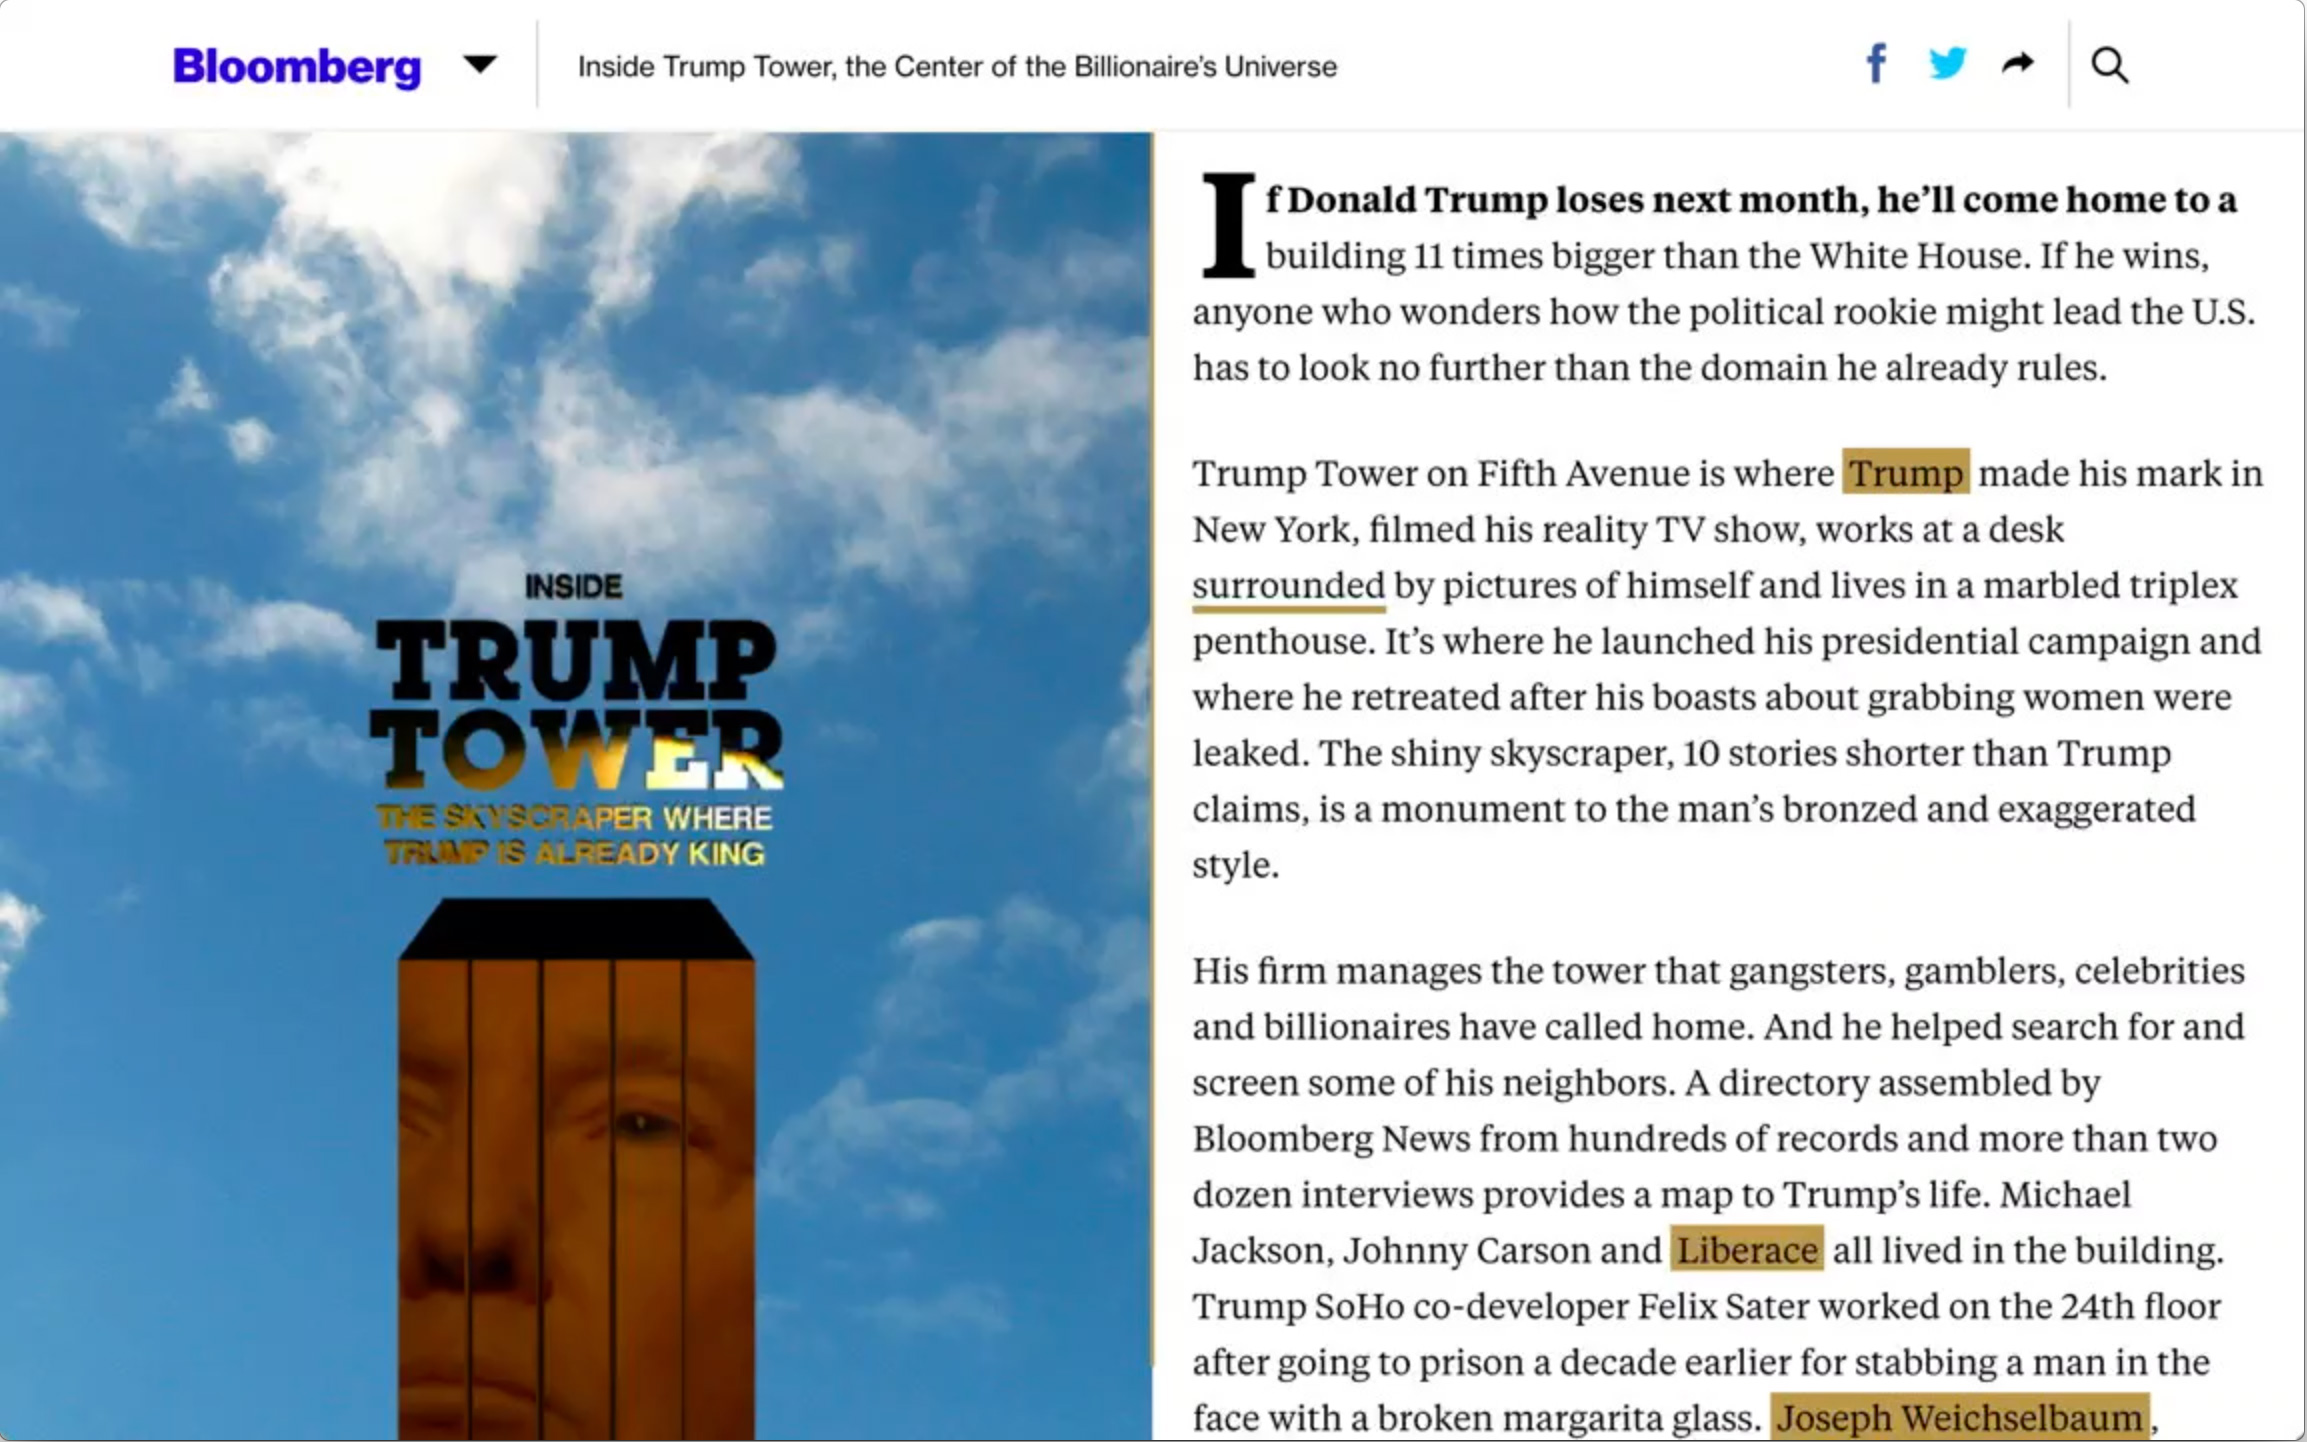 Bloomberg
Inside Trump Tower, the Center of the Billionaire’s Universe
INSIDE
TRUMP
TOWER
THE SKYSCRAPER WHERE
TRUMP IS ALREADY KING
If Donald Trump loses next month, he’ll come home to a
building 11 times bigger than the White House. If he wins,
anyone who wonders how the political rookie might lead the U.S.
has to look no further than the domain he already rules.
Trump Tower on Fifth Avenue is where Trump made his mark in
New York, filmed his reality TV show, works at a desk
surrounded by pictures of himself and lives in a marbled triplex
penthouse. It’s where he launched his presidential campaign and
where he retreated after his boasts about grabbing women were
leaked. The shiny skyscraper, 10 stories shorter than Trump
claims, is a monument to the man’s bronzed and exaggerated
style.
His firm manages the tower that gangsters, gamblers, celebrities
and billionaires have called home. And he helped search for and
screen some of his neighbors. A directory assembled by
Bloomberg News from hundreds of records and more than two
dozen interviews provides a map to Trump’s life. Michael
Jackson, Johnny Carson and Liberace all lived in the building.
Trump SoHo co-developer Felix Sater worked on the 24th floor
after going to prison a decade earlier for stabbing a man in the
face with a broken margarita glass. Joseph Weichselbaum,